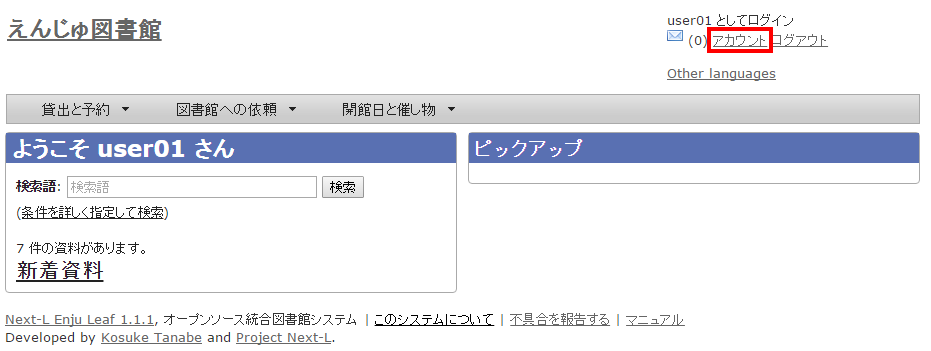 えんじゅ図書館
user01 としてログイン
(0) アカウント ログアウト
Other languages
貸出と予約 図書館への依頼 開館日と催し物
ようこそ user01 さん
検索語: 検索語 検索
(条件を詳しく指定して検索)
7 件の資料があります。
新着資料
ピックアップ
Next-L Enju Leaf 1.1.1, オープンソース統合図書館システム | このシステムについて | 不具合を報告する | マニュアル
Developed by Kosuke Tanabe and Project Next-L.